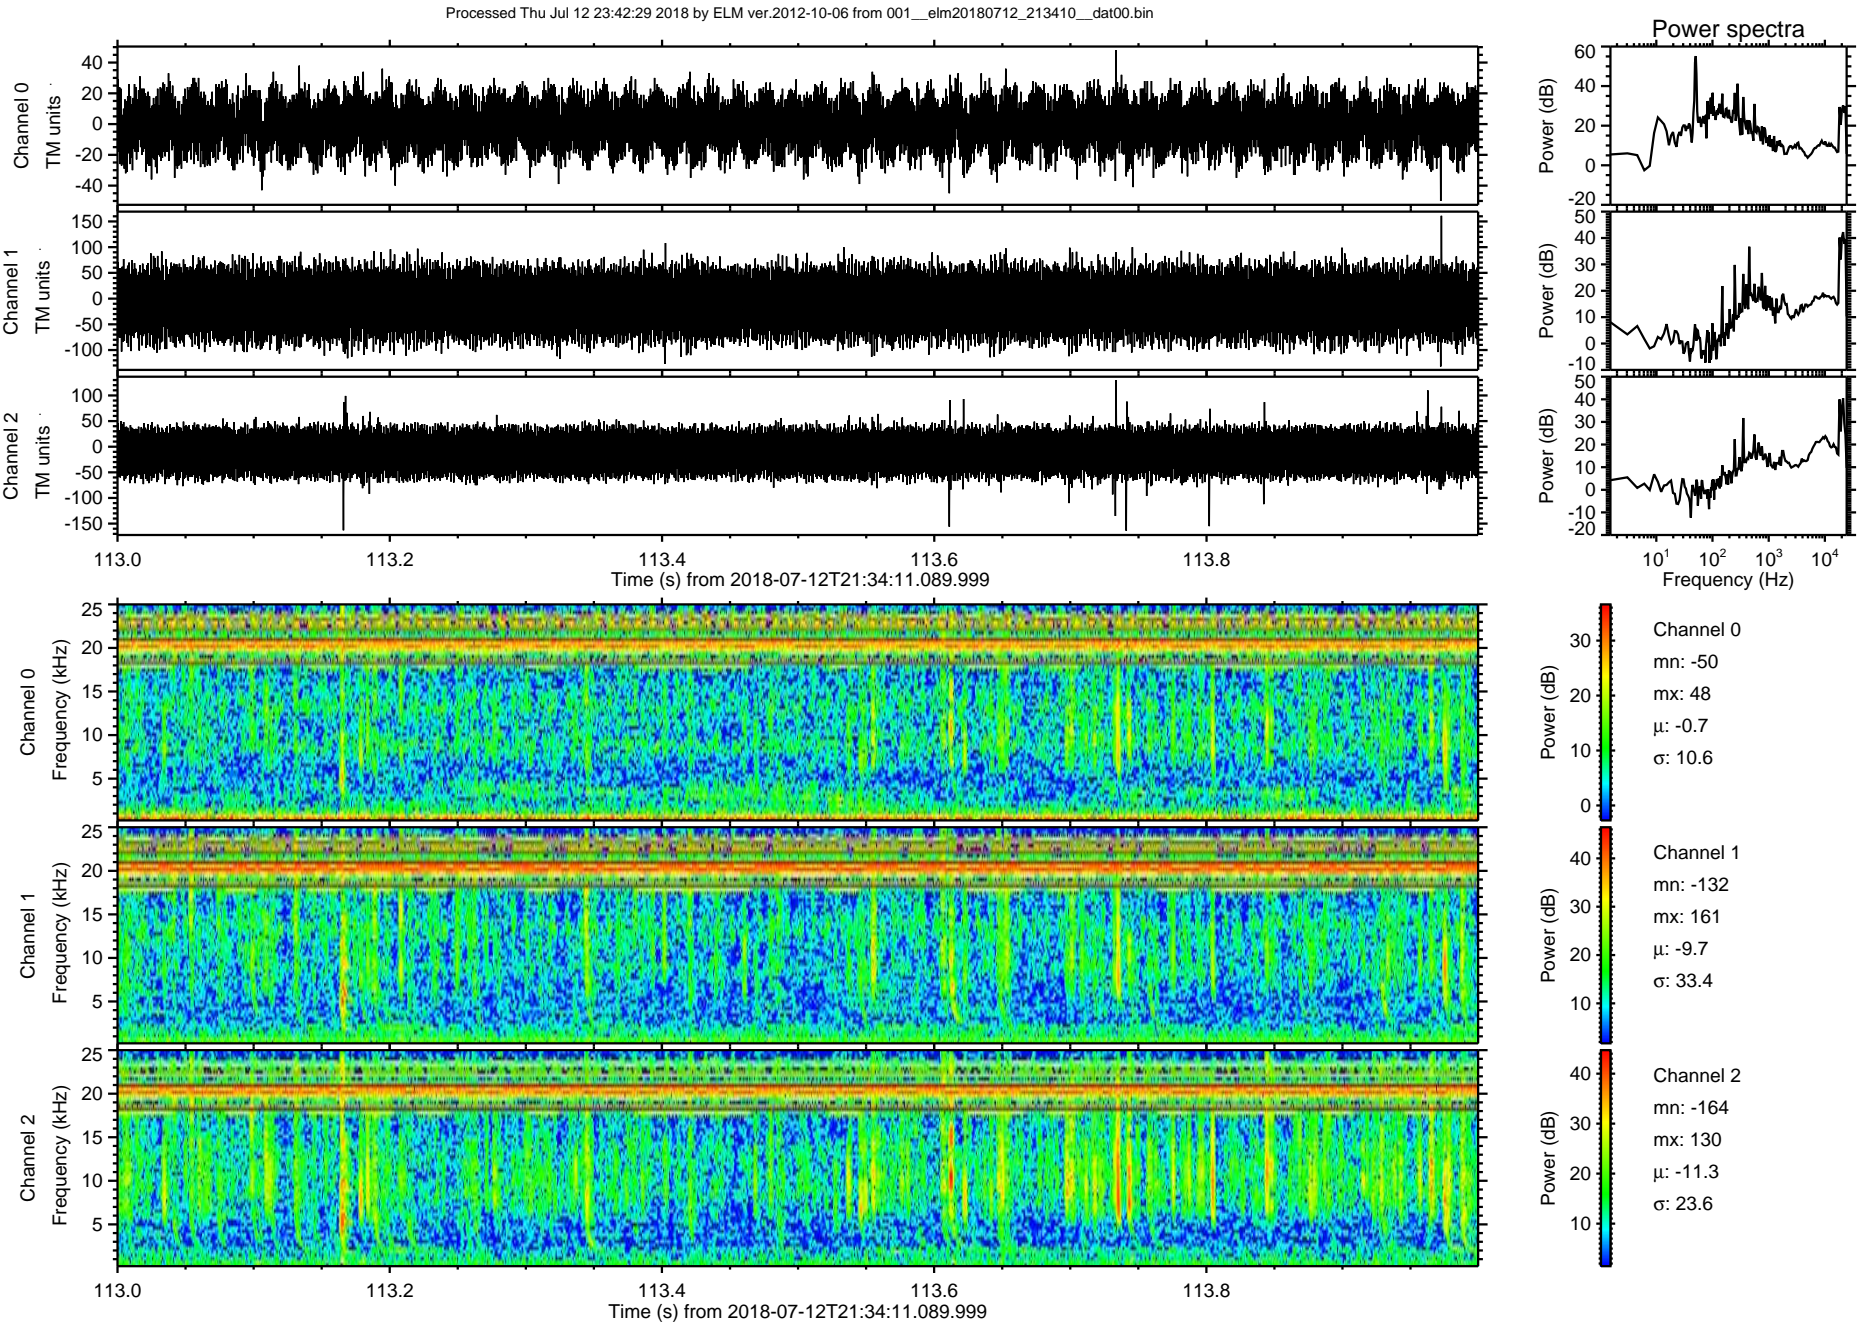 Processed Thu Jul 12 23:42:29 2018 by ELM ver.2012-10-06 from 001__elm20180712_213410__dat00.bin
Power spectra
Channel 0
TM units
40
20
0
-20
-40
Power (dB)
60
40
20
0
-20
Channel 1
TM units
150
100
50
0
-50
-100
Power (dB)
50
40
30
20
10
0
-10
Channel 2
TM units
100
50
0
-50
-100
-150
Power (dB)
50
40
30
20
10
0
-10
-20
113.0 113.2 113.4 113.6 113.8
Time (s) from 2018-07-12T21:34:11.089.999
10^1 10^2 10^3 10^4
Frequency (Hz)
Channel 0
Frequency (kHz)
25
20
15
10
5
Power (dB)
30
20
10
0
Channel 0
mn: -50
mx: 48
μ: -0.7
σ: 10.6
Channel 1
Frequency (kHz)
25
20
15
10
5
Power (dB)
40
30
20
10
Channel 1
mn: -132
mx: 161
μ: -9.7
σ: 33.4
Channel 2
Frequency (kHz)
25
20
15
10
5
Power (dB)
40
30
20
10
Channel 2
mn: -164
mx: 130
μ: -11.3
σ: 23.6
113.0 113.2 113.4 113.6 113.8
Time (s) from 2018-07-12T21:34:11.089.999